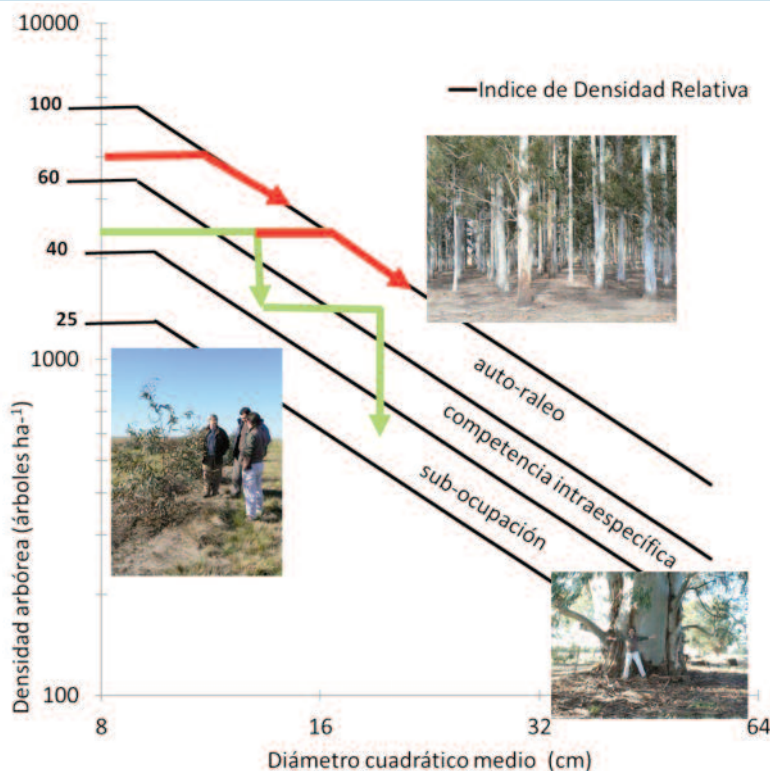 10000
100
60
40
25
1000
100
8
16
32
64
Densidad arbórea (árboles ha-¹)
Diámetro cuadrático medio (cm)
Indice de Densidad Relativa
auto-raleo
competencia intraespecífica
sub-ocupación